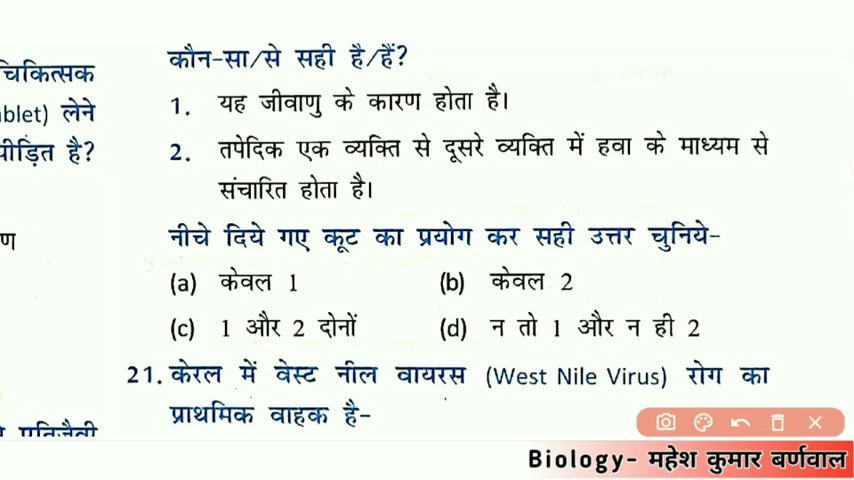 चिकित्सक
ablet) लेने
पीड़ित है?
ण
कौन-सा/से सही है/हैं?
1. यह जीवाणु के कारण होता है।
2. तपेदिक एक व्यक्ति से दूसरे व्यक्ति में हवा के माध्यम से
संचारित होता है।
नीचे दिये गए कूट का प्रयोग कर सही उत्तर चुनिये-
(a) केवल 1 (b) केवल 2
(c) 1 और 2 दोनों (d) न तो 1 और न ही 2
21. केरल में वेस्ट नील वायरस (West Nile Virus) रोग का
प्राथमिक वाहक है-
Biology- महेश कुमार बर्णवाल